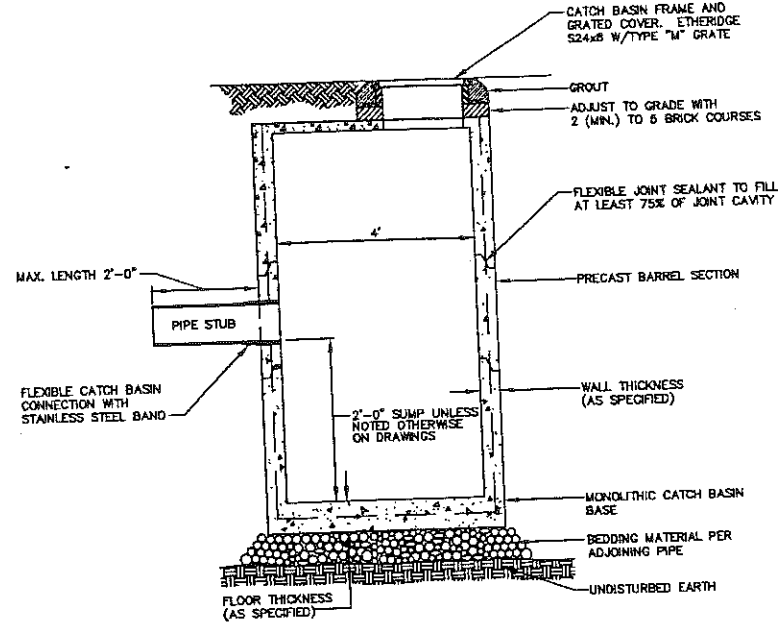 CATCH BASIN FRAME AND
GRATED COVER. ETHERIDGE
S24x8 W/TYPE "M" GRATE
GROUT
ADJUST TO GRADE WITH
2 (MIN.) TO 5 BRICK COURSES
FLEXIBLE JOINT SEALANT TO FILL
AT LEAST 75% OF JOINT CAVITY
4'
MAX. LENGTH 2'-0"
PRECAST BARREL SECTION
PIPE STUB
FLEXIBLE CATCH BASIN
CONNECTION WITH
STAINLESS STEEL BAND
WALL THICKNESS
(AS SPECIFIED)
2'-0" SUMP UNLESS
NOTED OTHERWISE
ON DRAWINGS
MONOLITHIC CATCH BASIN
BASE
BEDDING MATERIAL PER
ADJOINING PIPE
UNDISTURBED EARTH
FLOOR THICKNESS
(AS SPECIFIED)